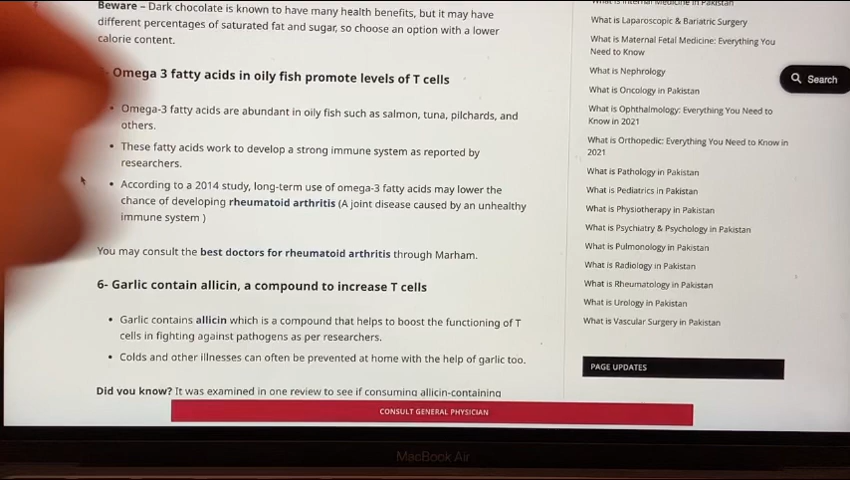 Beware – Dark chocolate is known to have many health benefits, but it may have
different percentages of saturated fat and sugar, so choose an option with a lower
calorie content.
- Omega 3 fatty acids in oily fish promote levels of T cells
• Omega-3 fatty acids are abundant in oily fish such as salmon, tuna, pilchards, and
others.
• These fatty acids work to develop a strong immune system as reported by
researchers.
• According to a 2014 study, long-term use of omega-3 fatty acids may lower the
chance of developing rheumatoid arthritis (A joint disease caused by an unhealthy
immune system )
You may consult the best doctors for rheumatoid arthritis through Marham.
6- Garlic contain allicin, a compound to increase T cells
• Garlic contains allicin which is a compound that helps to boost the functioning of T
cells in fighting against pathogens as per researchers.
• Colds and other illnesses can often be prevented at home with the help of garlic too.
Did you know? It was examined in one review to see if consuming allicin-containing
CONSULT GENERAL PHYSICIAN
What is Internal Medicine in Pakistan
What is Laparoscopic & Bariatric Surgery
What is Maternal Fetal Medicine: Everything You
Need to Know
What is Nephrology
What is Oncology in Pakistan
What is Ophthalmology: Everything You Need to
Know in 2021
What is Orthopedic: Everything You Need to Know in
2021
What is Pathology in Pakistan
What is Pediatrics in Pakistan
What is Physiotherapy in Pakistan
What is Psychiatry & Psychology in Pakistan
What is Pulmonology in Pakistan
What is Radiology in Pakistan
What is Rheumatology in Pakistan
What is Urology in Pakistan
What is Vascular Surgery in Pakistan
PAGE UPDATES
Search
MacBook Air